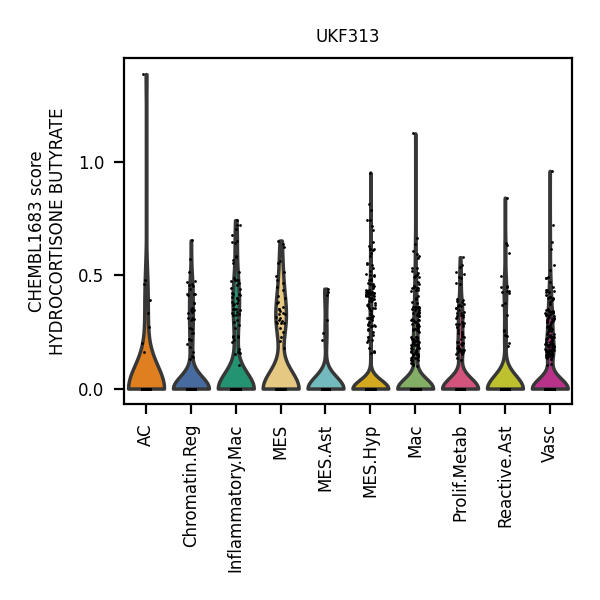 UKF313
CHEMBL1683 score
HYDROCORTISONE BUTYRATE
1.0
0.5
0.0
AC
Chromatin.Reg
Inflammatory.Mac
MES
MES.Ast
MES.Hyp
Mac
Prolif.Metab
Reactive.Ast
Vasc